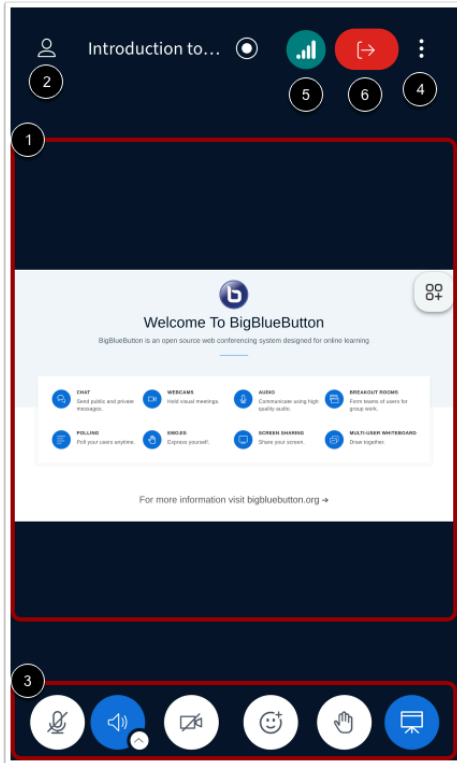 Introduction to...
2
5
6
4
1
Welcome To BigBlueButton
BigBlueButton is an open source web conferencing system designed for online learning
CHAT
Send public and private
messages.
WEBCAMS
Hold visual meetings.
AUDIO
Communicate using high
quality audio.
BREAKOUT ROOMS
Form teams of users for
group work.
POLLING
Poll your users anytime.
EMOJIS
Express yourself.
SCREEN SHARING
Share your screen.
MULTI-USER WHITEBOARD
Draw together.
For more information visit bigbluebutton.org →
3